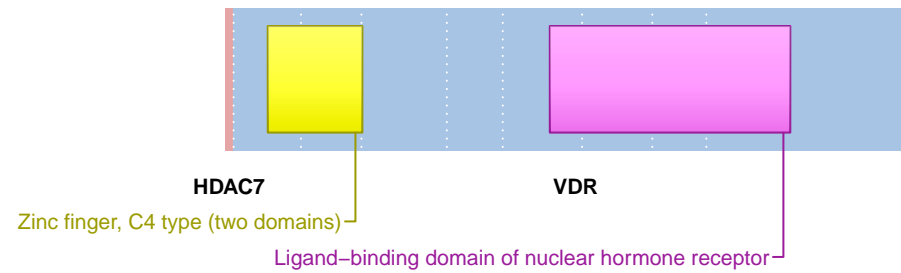 HDAC7 VDR
Zinc finger, C4 type (two domains)
Ligand−binding domain of nuclear hormone receptor